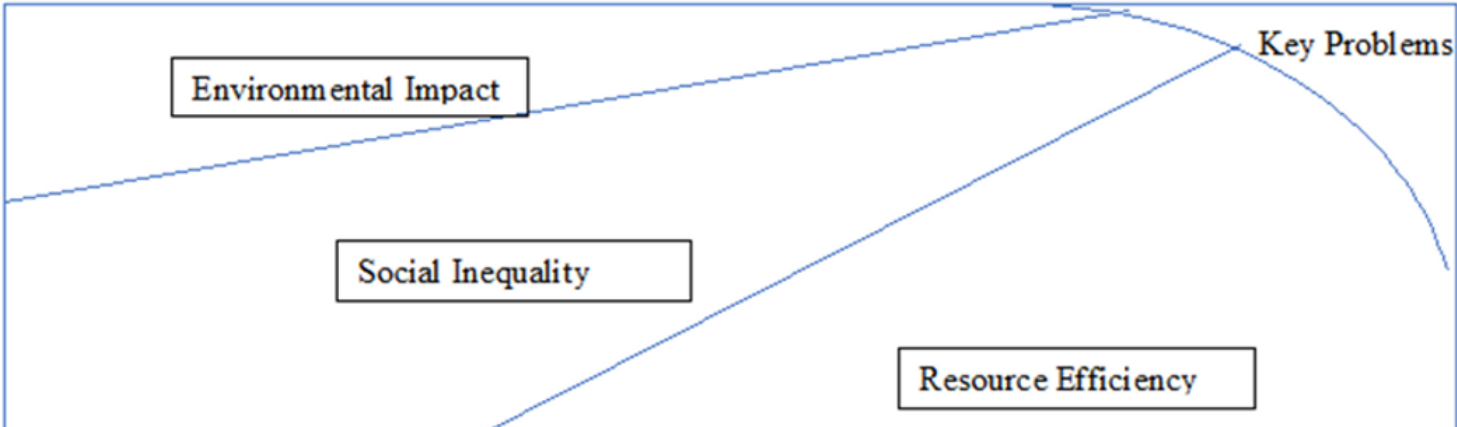 Key Problems
Environmental Impact
Social Inequality
Resource Efficiency